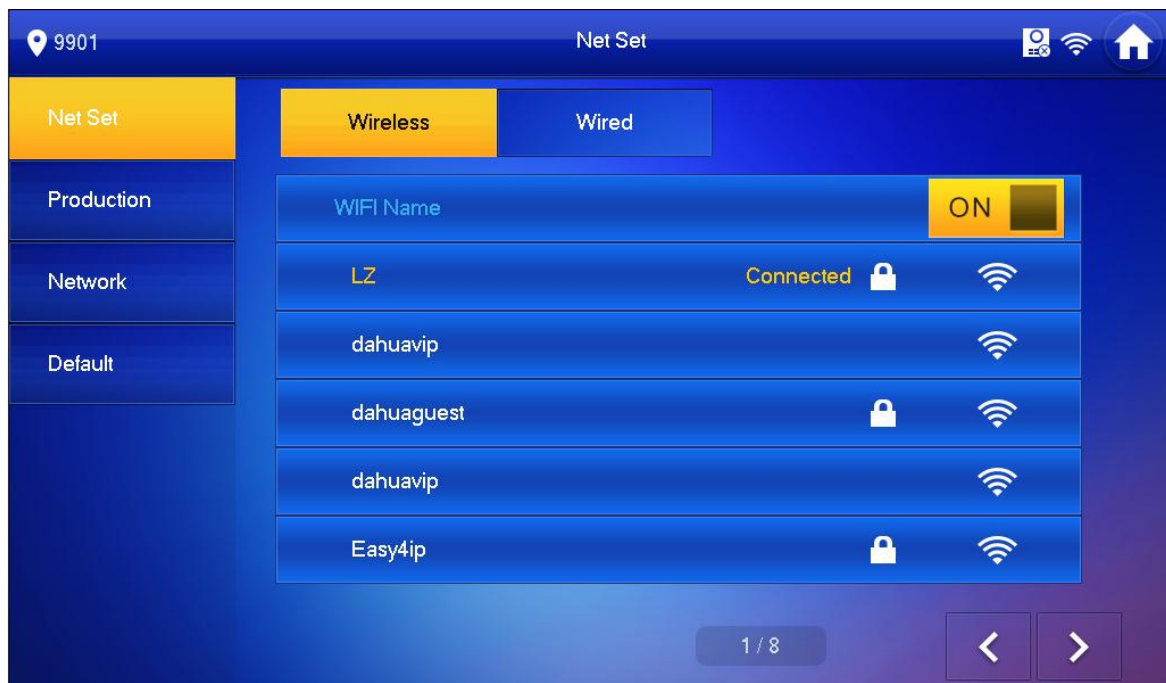 9901 Net Set
Net Set
Production
Network
Default
Wireless Wired
WIFI Name ON
LZ Connected
dahuavip
dahuaguest
dahuavip
Easy4ip
1 / 8